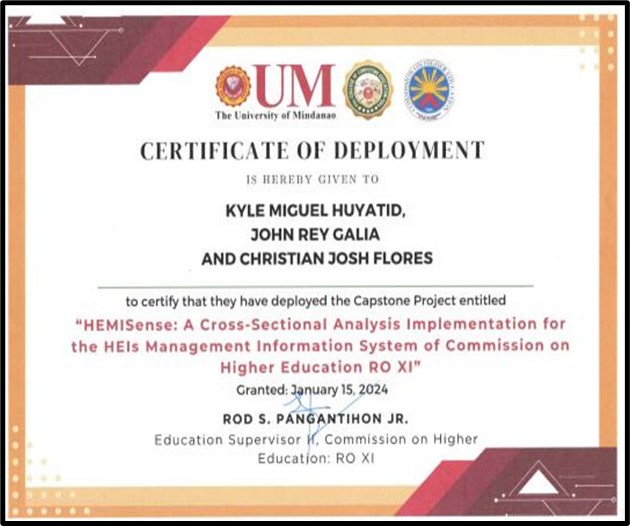 UM
The University of Mindanao
CERTIFICATE OF DEPLOYMENT
IS HEREBY GIVEN TO
KYLE MIGUEL HUYATID,
JOHN REY GALIA
AND CHRISTIAN JOSH FLORES
to certify that they have deployed the Capstone Project entitled
"HEMISense: A Cross-Sectional Analysis Implementation for
the HEIs Management Information System of Commission on
Higher Education RO XI"
Granted: January 15, 2024
ROD S. PANGANTIHON JR.
Education Supervisor II, Commission on Higher
Education: RO XI